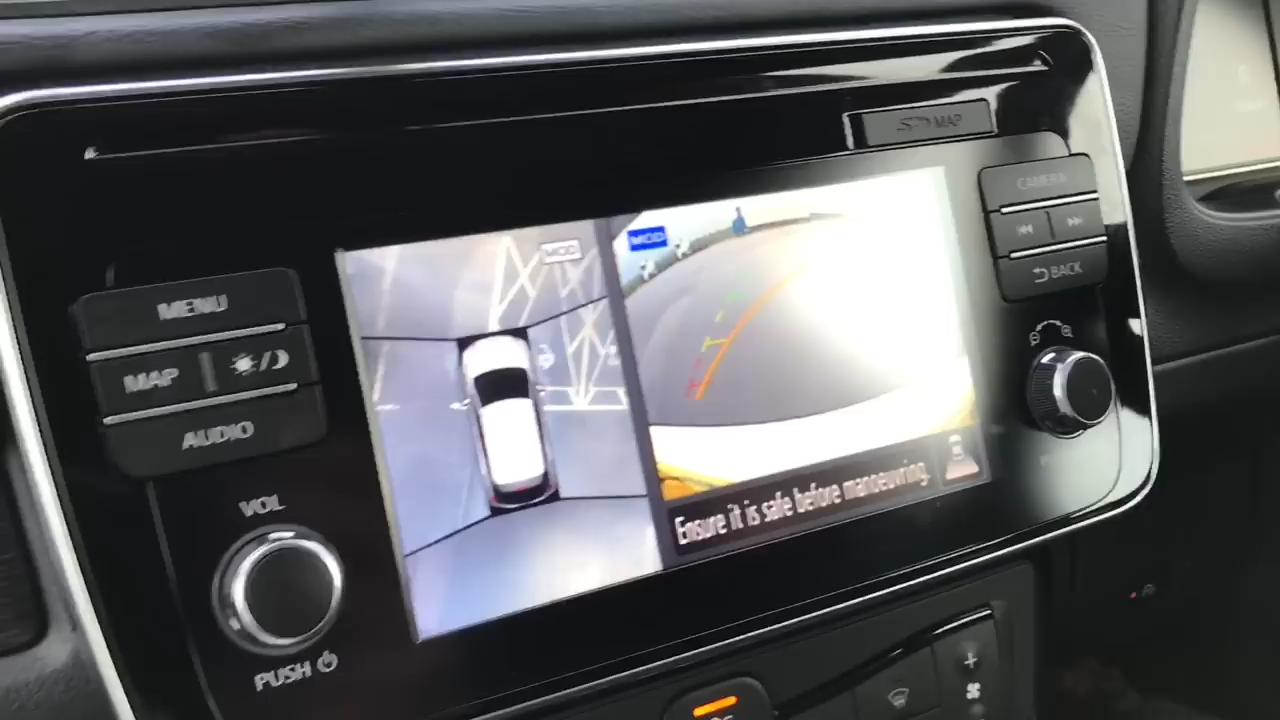 MAP
CAMERA
BACK
MOD
MOD
MENU
MAP
AUDIO
VOL
PUSH
Ensure it is safe before manoeuvring.